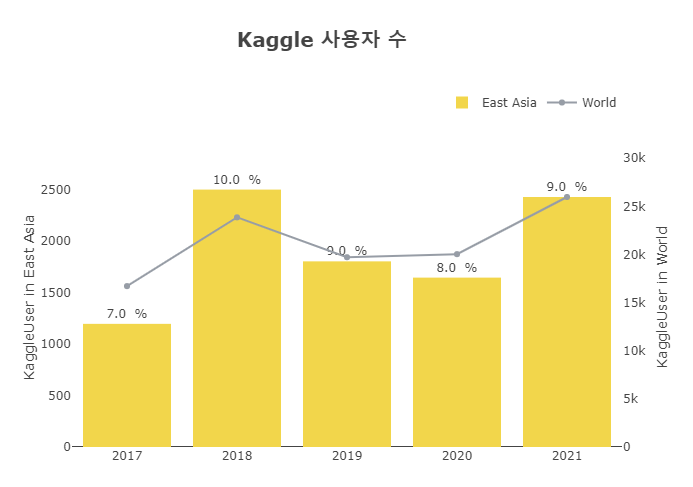 Kaggle 사용자 수
East Asia World
30k
10.0 %
9.0 %
2500
25k
2000
9.0 %
20k
8.0 %
1500
15k
7.0 %
1000
10k
500
5k
0
0
KaggleUser in East Asia
KaggleUser in World
2017 2018 2019 2020 2021